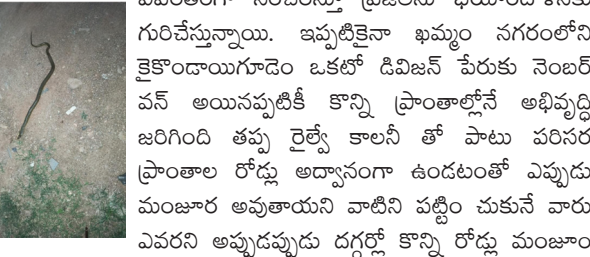 గురిచేస్తున్నాయి. ఇప్పటికైనా ఖమ్మం నగరంలోని
కైకొండాయిగూడెం ఒకటో డివిజన్ పేరుకు నెంబర్
వన్ అయినప్పటికీ కొన్ని ప్రాంతాల్లోనే అభివృద్ధి
జరిగింది తప్ప రైల్వే కాలనీ తో పాటు పరిసర
ప్రాంతాల రోడ్లు అద్వానంగా ఉండటంతో ఎప్పుడు
మంజూర అవుతాయని వాటిని పట్టిం చుకునే వారు
ఎవరని అప్పుడప్పుడు దగ్గర్లో కొన్ని రోడ్లు మంజూం